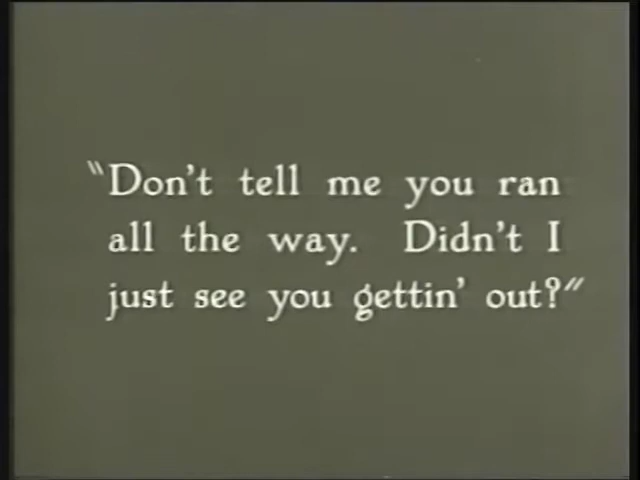 "Don't tell me you ran
all the way. Didn't I
just see you gettin' out?"